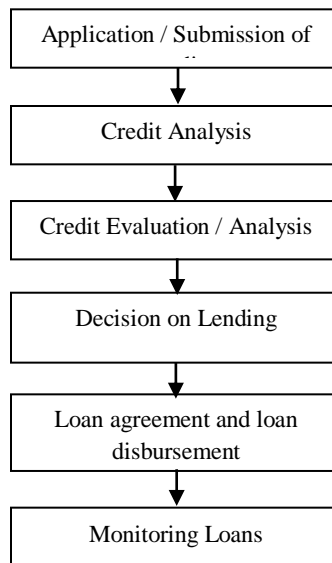 Application / Submission of
Credit Analysis
Credit Evaluation / Analysis
Decision on Lending
Loan agreement and loan
disbursement
Monitoring Loans